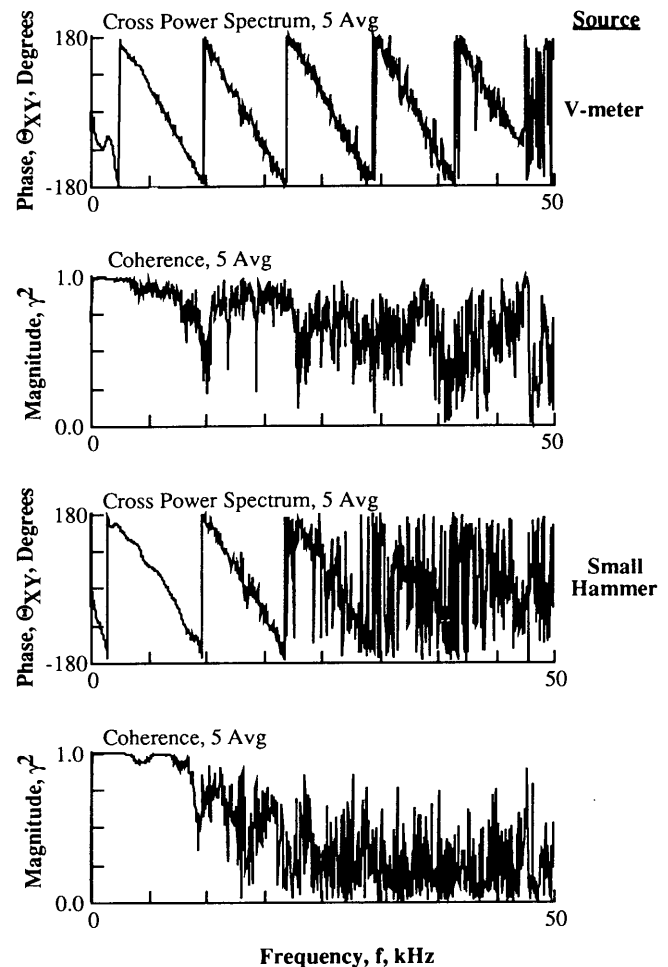 Cross Power Spectrum, 5 Avg
Source
180
Phase, ΘXY, Degrees
V-meter
-180
0
50
Coherence, 5 Avg
1.0
Magnitude, γ2
0.0
0
50
Cross Power Spectrum, 5 Avg
180
Phase, ΘXY, Degrees
Small
Hammer
-180
0
50
Coherence, 5 Avg
1.0
Magnitude, γ2
0.0
0
50
Frequency, f, kHz